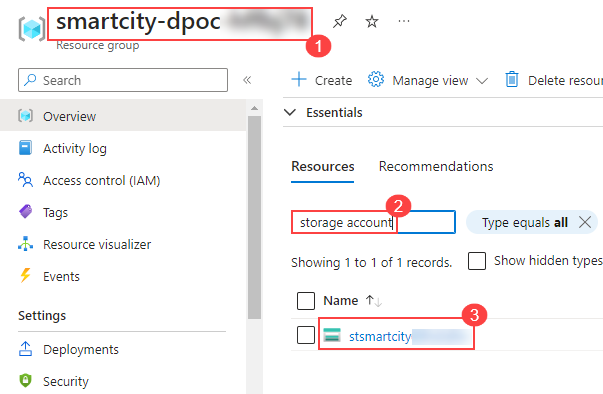 smartcity-dpoc
1
Resource group
Search
«
Create
Manage view
Delete resou
Overview
Activity log
Access control (IAM)
Tags
Resource visualizer
Events
Settings
Deployments
Security
Essentials
Resources
Recommendations
2
storage account
Type equals all
Showing 1 to 1 of 1 records.
Show hidden types
Name ↑↓
3
stsmartcity